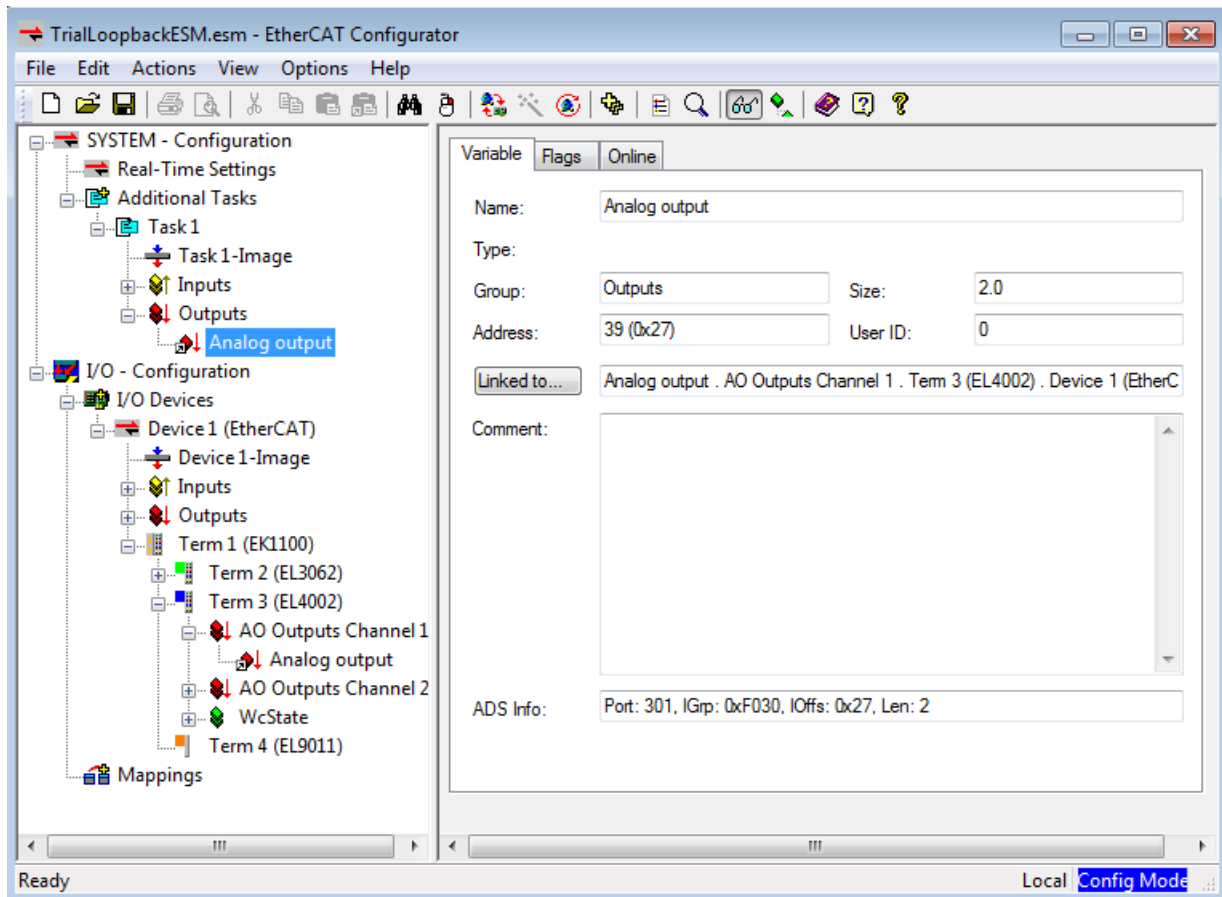 TrialLoopbackESM.esm - EtherCAT Configurator
File Edit Actions View Options Help
SYSTEM - Configuration
Real-Time Settings
Additional Tasks
Task 1
Task 1-Image
Inputs
Outputs
Analog output
I/O - Configuration
I/O Devices
Device 1 (EtherCAT)
Device 1-Image
Inputs
Outputs
Term 1 (EK1100)
Term 2 (EL3062)
Term 3 (EL4002)
AO Outputs Channel 1
Analog output
AO Outputs Channel 2
WcState
Term 4 (EL9011)
Mappings
Variable Flags Online
Name: Analog output
Type:
Group: Outputs Size: 2.0
Address: 39 (0x27) User ID: 0
Linked to... Analog output . AO Outputs Channel 1 . Term 3 (EL4002) . Device 1 (EtherC
Comment:
ADS Info: Port: 301, IGrp: 0xF030, IOffs: 0x27, Len: 2
Ready Local Config Mode